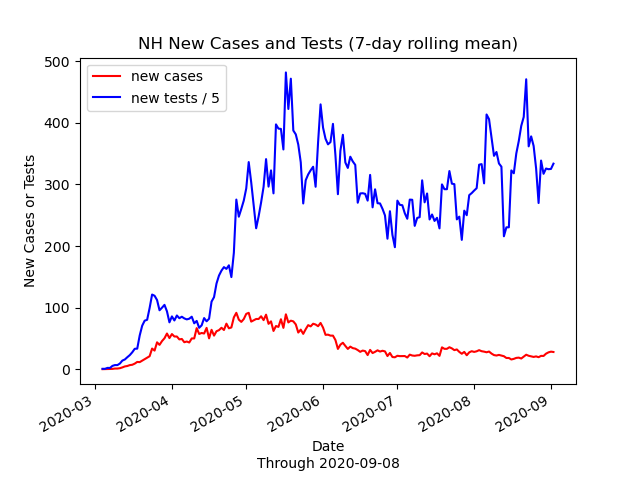 NH New Cases and Tests (7-day rolling mean)
new cases
new tests / 5
New Cases or Tests
500
400
300
200
100
0
2020-03
2020-04
2020-05
2020-06
2020-07
2020-08
2020-09
Date
Through 2020-09-08